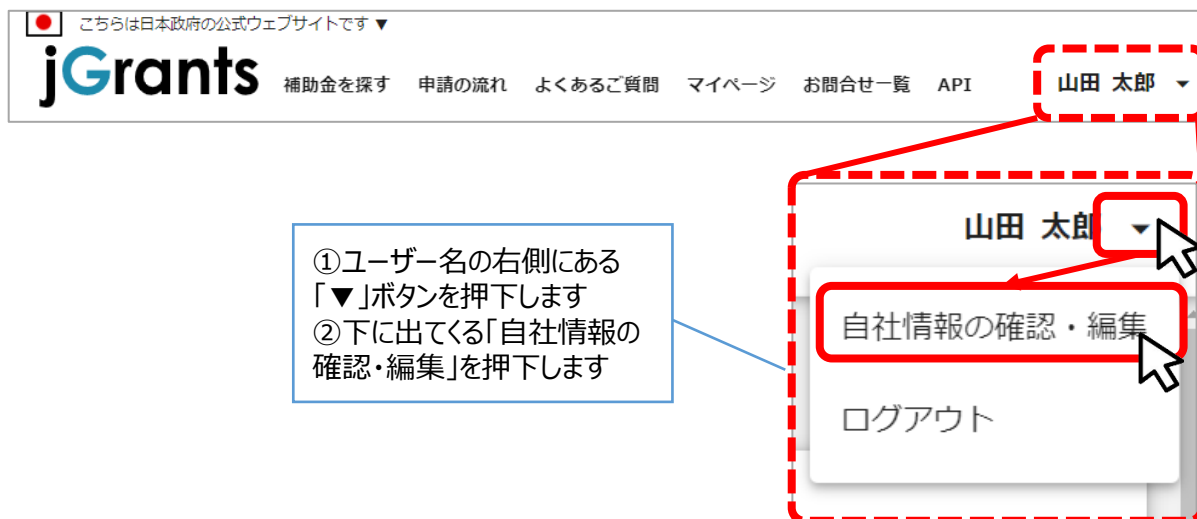 こちらは日本政府の公式ウェブサイトです ▼
jGrants 補助金を探す 申請の流れ よくあるご質問 マイページ お問合せ一覧 API 山田 太郎 ▼
山田 太郎 ▼
①ユーザー名の右側にある
「▼」ボタンを押下します
②下に出てくる「自社情報の
確認・編集」を押下します
自社情報の確認・編集
ログアウト